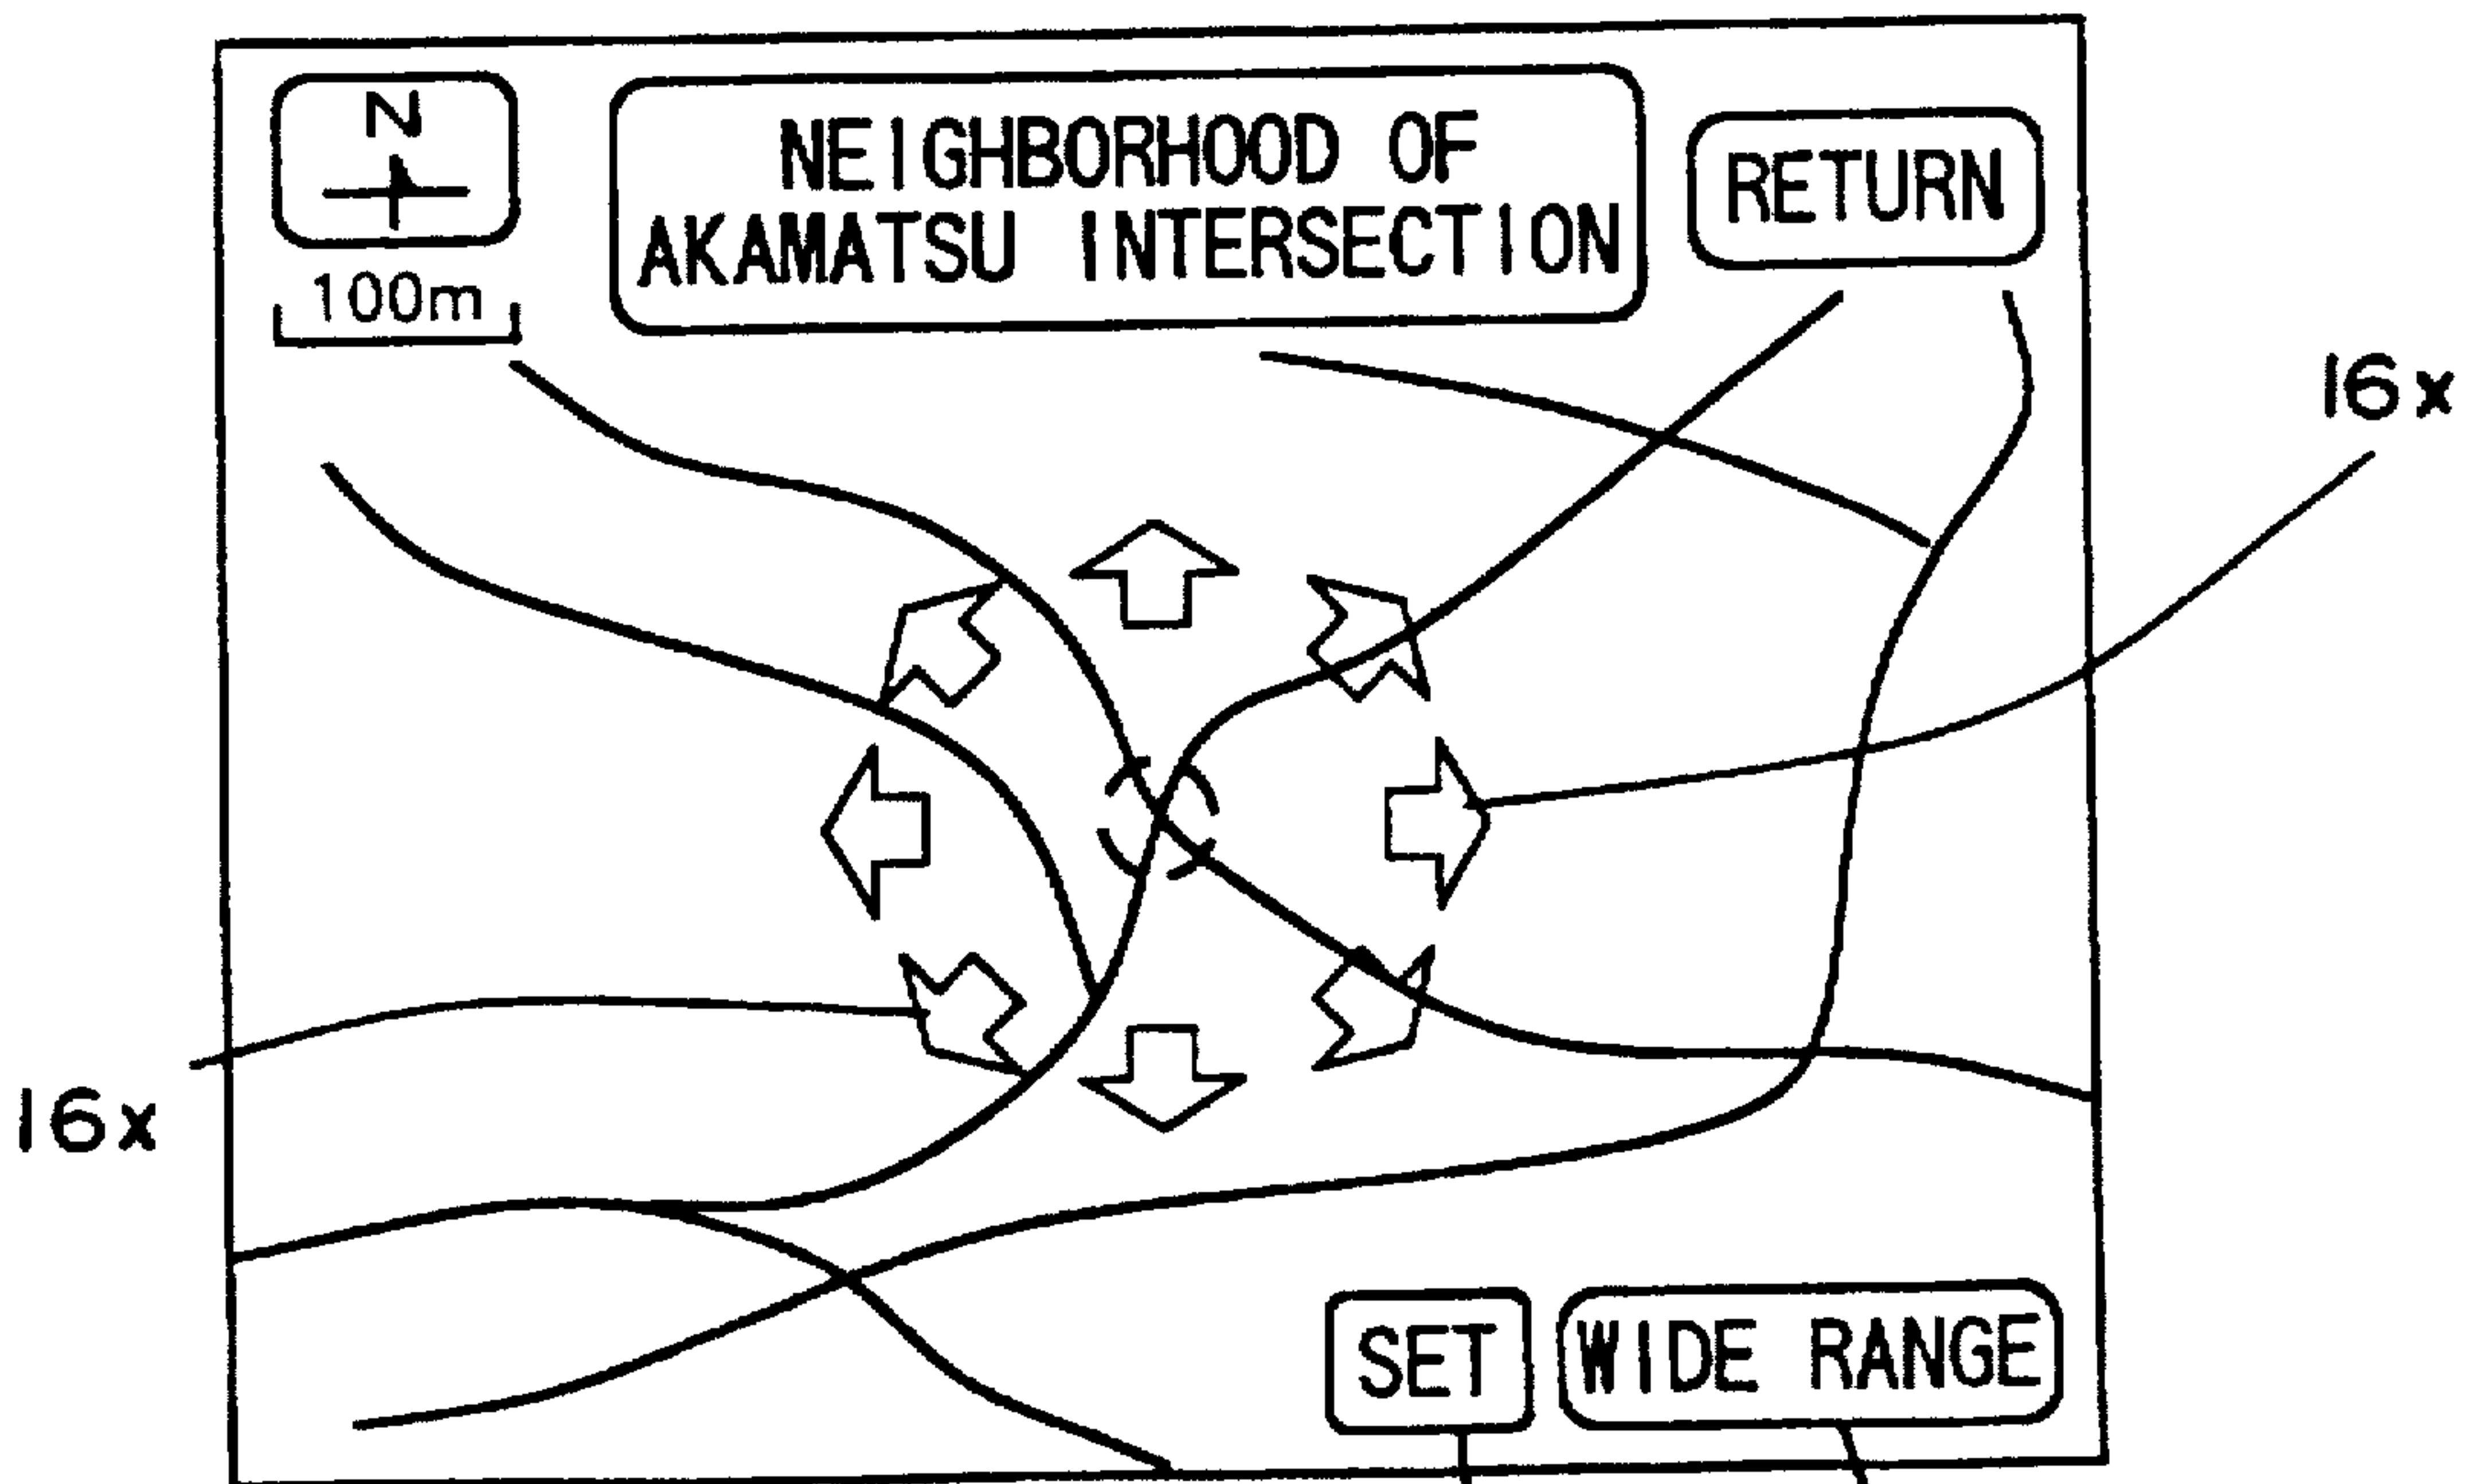 N
100m
NEIGHBORHOOD OF
AKAMATSU INTERSECTION
RETURN
16x
16x
SET
WIDE RANGE